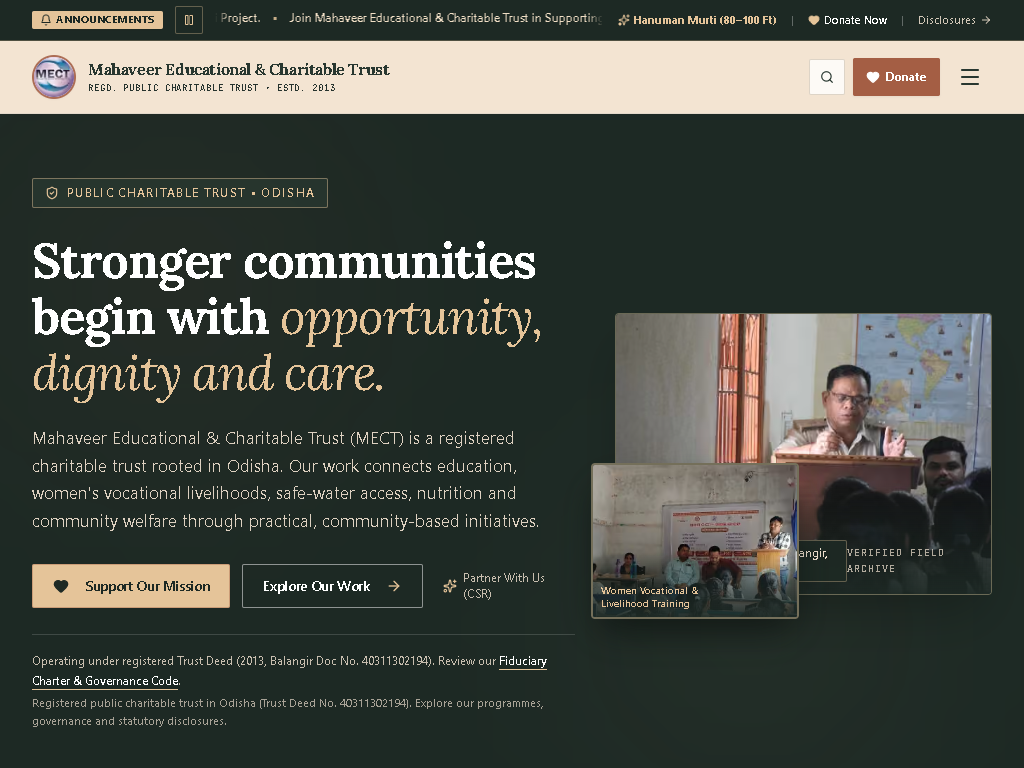 ANNOUNCEMENTS
Project. • Join Mahaveer Educational & Charitable Trust in Supporting
Hanuman Murti (80–100 Ft)
Donate Now
Disclosures →
MECT
Mahaveer Educational & Charitable Trust
REGD. PUBLIC CHARITABLE TRUST • ESTD. 2013
Donate
PUBLIC CHARITABLE TRUST • ODISHA
Stronger communities
begin with opportunity,
dignity and care.
Mahaveer Educational & Charitable Trust (MECT) is a registered
charitable trust rooted in Odisha. Our work connects education,
women's vocational livelihoods, safe-water access, nutrition and
community welfare through practical, community-based initiatives.
Support Our Mission
Explore Our Work →
Partner With Us
(CSR)
angir,
VERIFIED FIELD
ARCHIVE
Women Vocational &
Livelihood Training
Operating under registered Trust Deed (2013, Balangir Doc No. 40311302194). Review our Fiduciary
Charter & Governance Code.
Registered public charitable trust in Odisha (Trust Deed No. 40311302194). Explore our programmes,
governance and statutory disclosures.